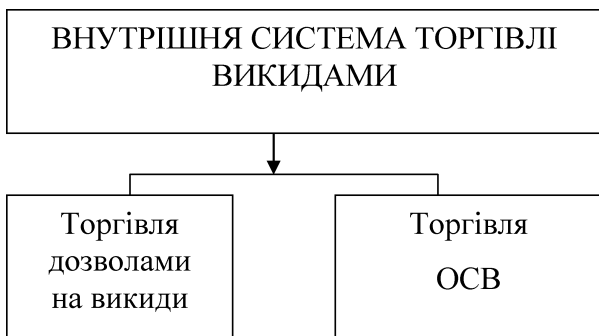 ВНУТРІШНЯ СИСТЕМА ТОРГІВЛІ
ВИКИДАМИ
Торгівля
дозволами
на викиди
Торгівля
ОСВ